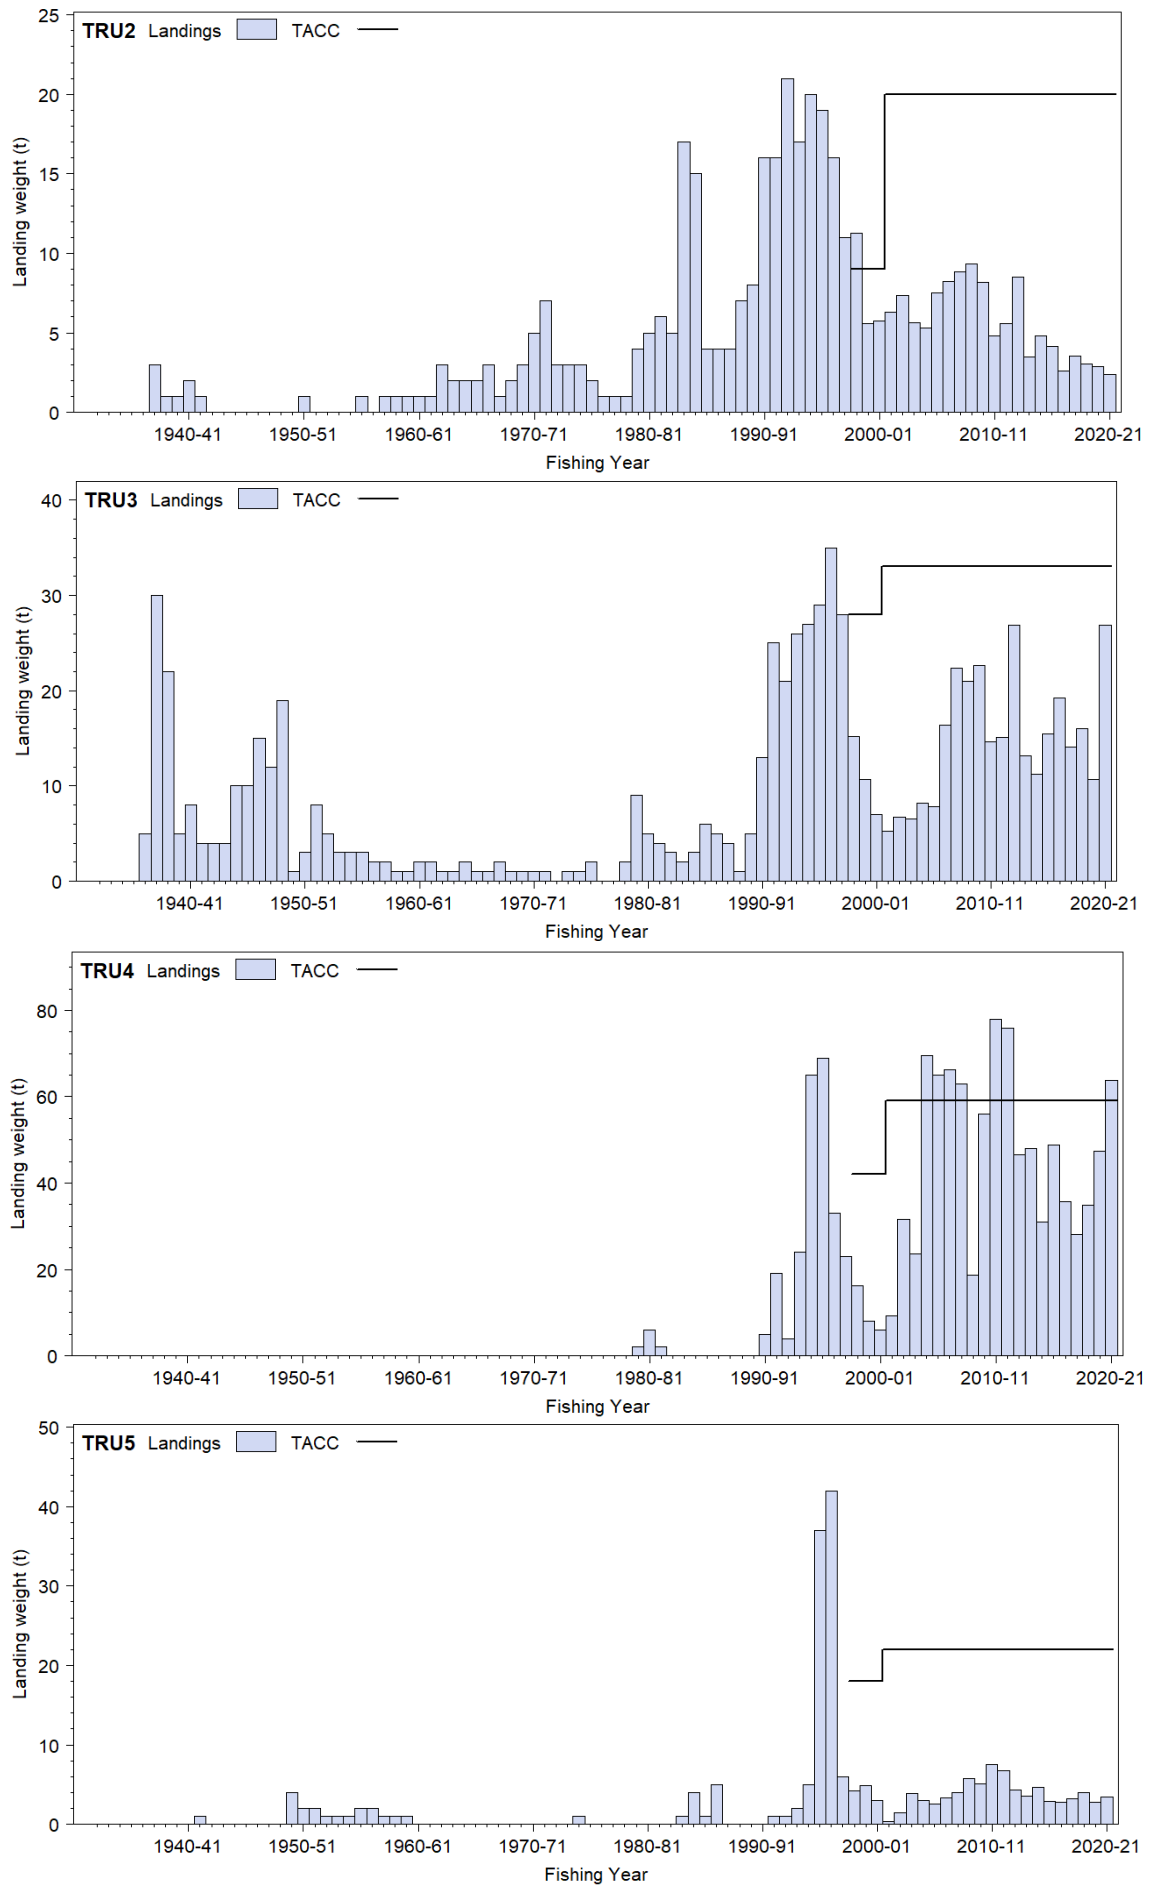 TRU2 Landings TACC
Landing weight (t)
25
20
15
10
5
0
1940-41 1950-51 1960-61 1970-71 1980-81 1990-91 2000-01 2010-11 2020-21
Fishing Year
TRU3 Landings TACC
Landing weight (t)
40
30
20
10
0
1940-41 1950-51 1960-61 1970-71 1980-81 1990-91 2000-01 2010-11 2020-21
Fishing Year
TRU4 Landings TACC
Landing weight (t)
80
60
40
20
0
1940-41 1950-51 1960-61 1970-71 1980-81 1990-91 2000-01 2010-11 2020-21
Fishing Year
TRU5 Landings TACC
Landing weight (t)
50
40
30
20
10
0
1940-41 1950-51 1960-61 1970-71 1980-81 1990-91 2000-01 2010-11 2020-21
Fishing Year